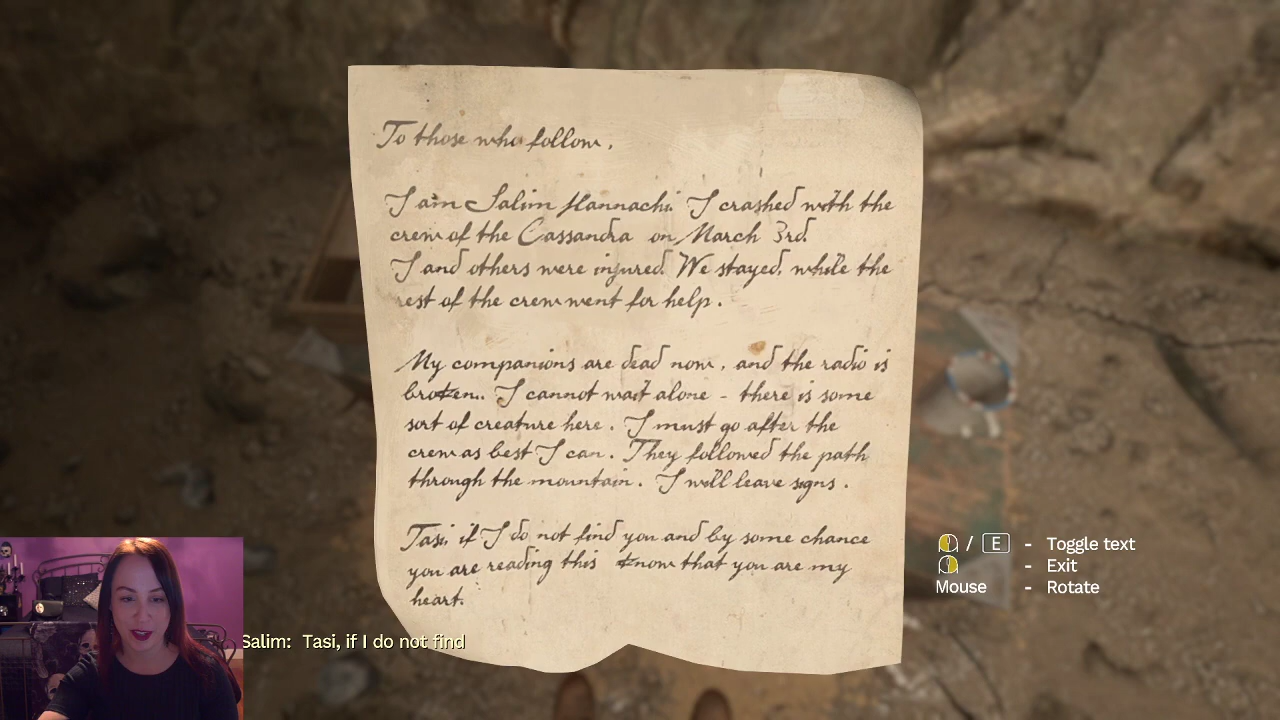 To those who follow,
I am Salim Hannachi. I crashed with the
crew of the Cassandra on March 3rd.
I and others were injured. We stayed, while the
rest of the crew went for help.
My companions are dead now, and the radio is
broken. I cannot wait alone - there is some
sort of creature here. I must go after the
crew as best I can. They followed the path
through the mountain. I will leave signs.
Tasi, if I do not find you and by some chance
you are reading this know that you are my
heart.
/ E - Toggle text
- Exit
Mouse - Rotate
Salim: Tasi, if I do not find